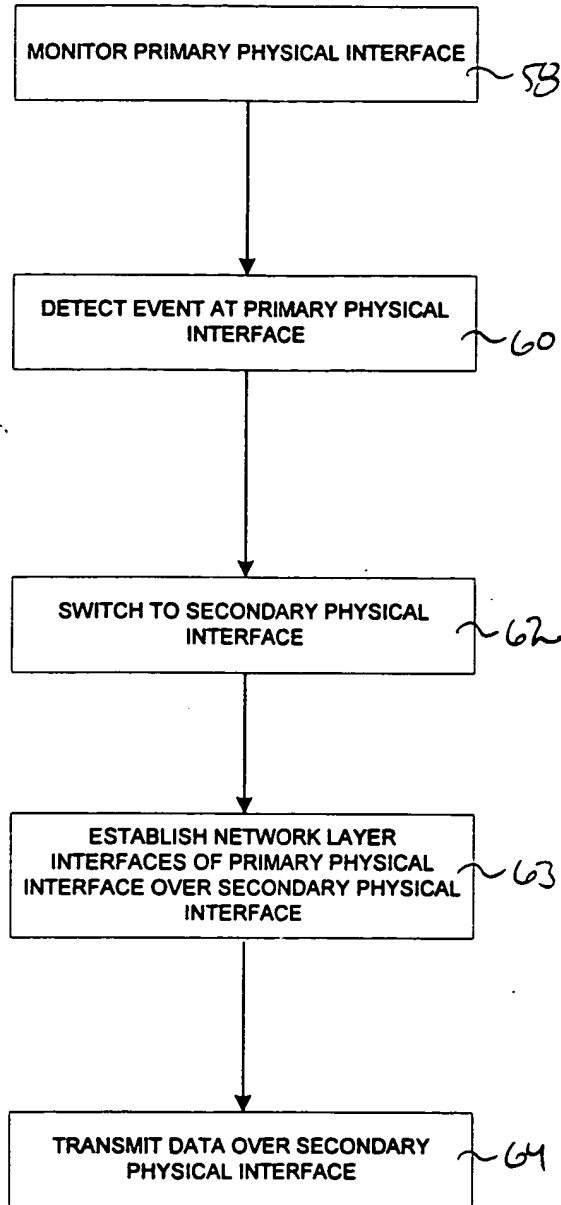 MONITOR PRIMARY PHYSICAL INTERFACE
58
DETECT EVENT AT PRIMARY PHYSICAL
INTERFACE
60
SWITCH TO SECONDARY PHYSICAL
INTERFACE
62
ESTABLISH NETWORK LAYER
INTERFACES OF PRIMARY PHYSICAL
INTERFACE OVER SECONDARY PHYSICAL
INTERFACE
63
TRANSMIT DATA OVER SECONDARY
PHYSICAL INTERFACE
64